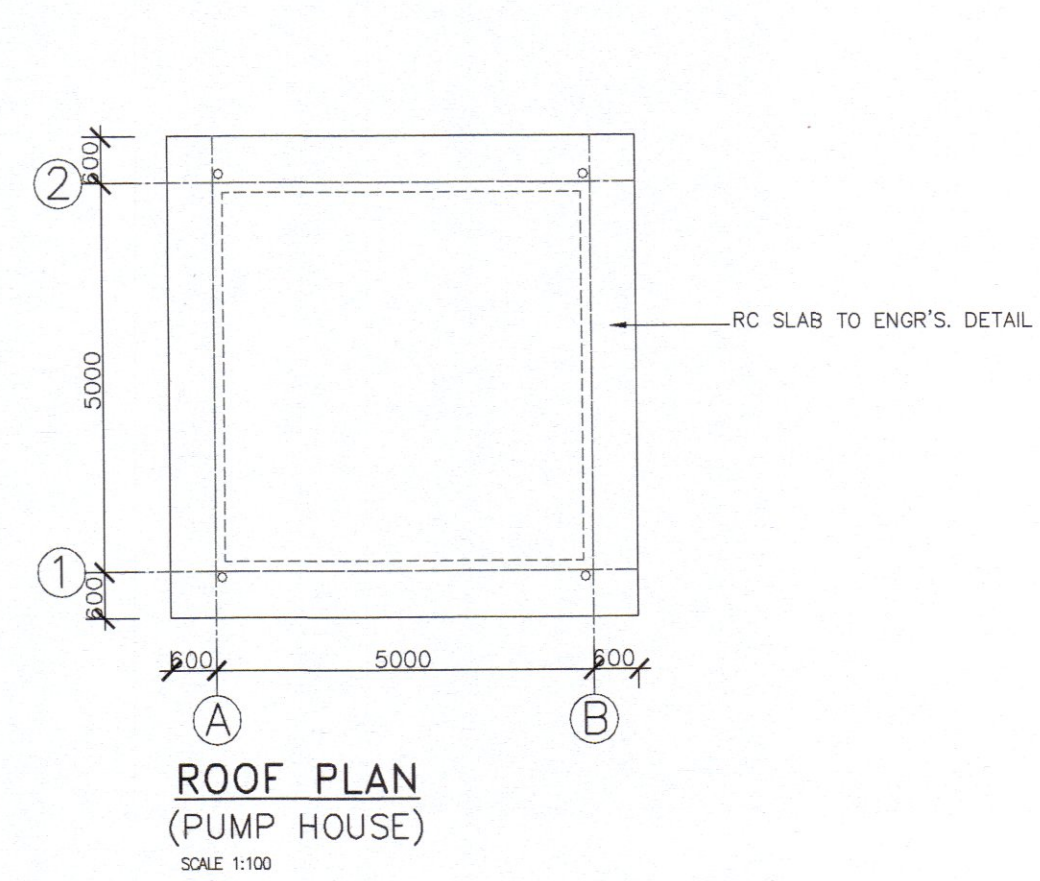 600
2
5000
RC SLAB TO ENGR'S. DETAIL
1
600
600 5000 600
A B
ROOF PLAN
(PUMP HOUSE)
SCALE 1:100